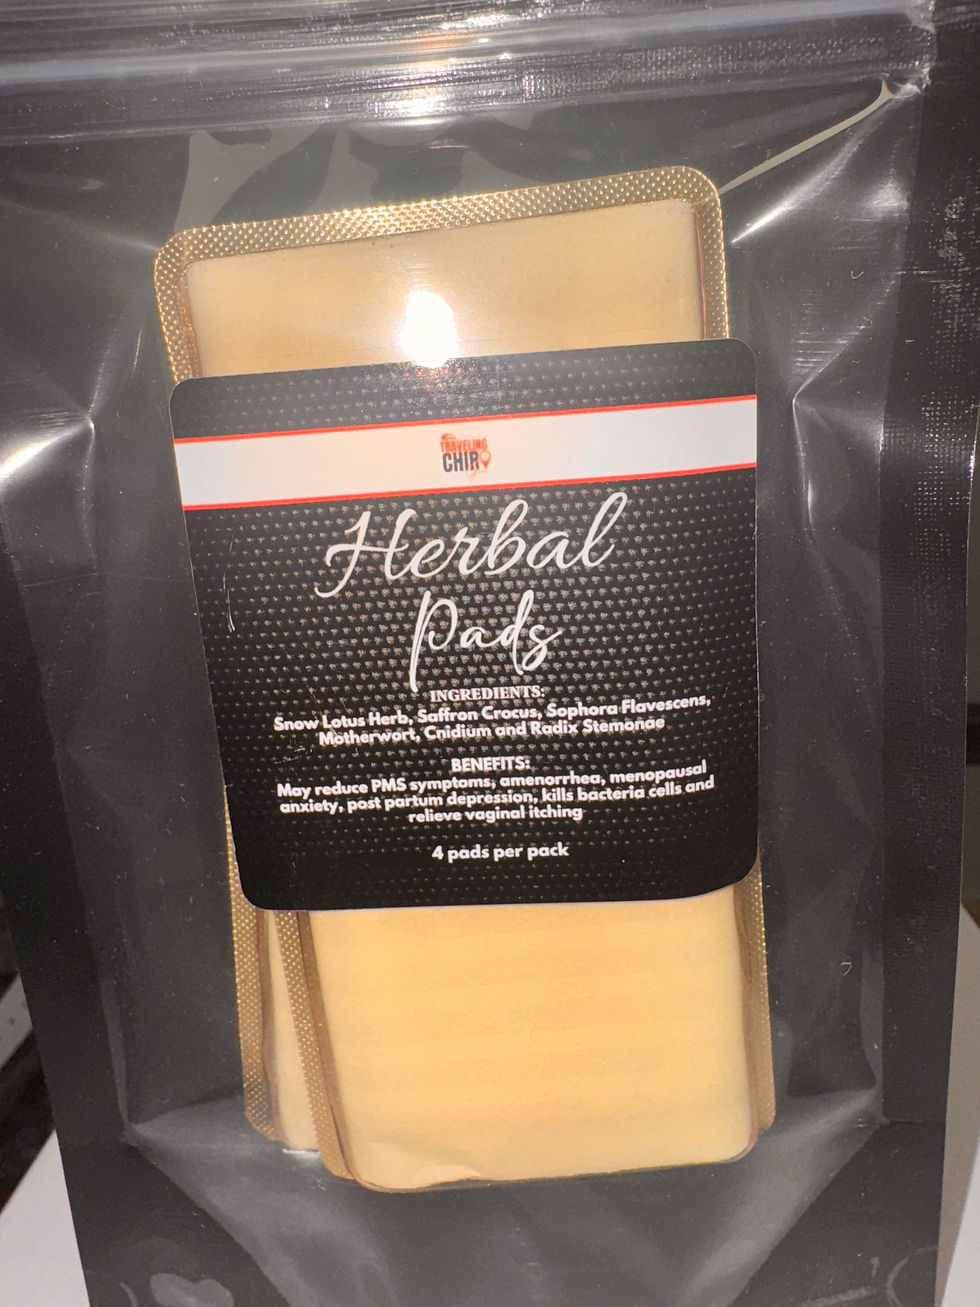 TRAVELING
CHIR
Herbal
Pads
INGREDIENTS:
Snow Lotus Herb, Saffron Crocus, Sophora Flavescens,
Motherwort, Cnidium and Radix Stemonae
BENEFITS:
May reduce PMS symptoms, amenorrhea, menopausal
anxiety, post partum depression, kills bacteria cells and
relieve vaginal itching
4 pads per pack